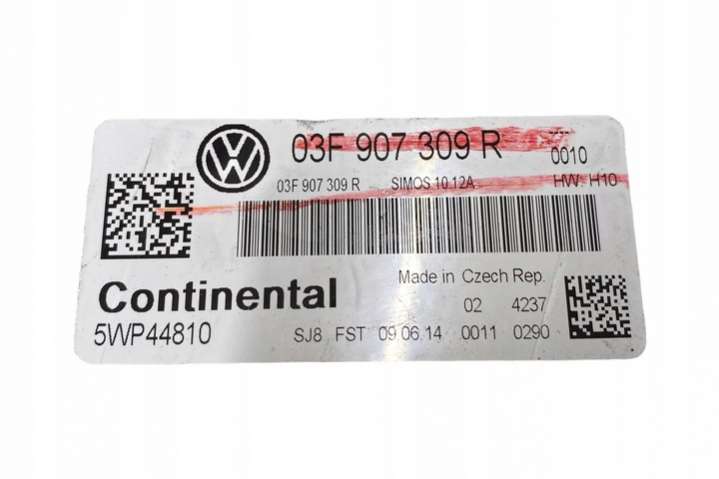 03F 907 309 R
----
0010
03F 907 309 R SIMOS 10.12A HW: H10
Continental
Made in Czech Rep.
02 4237
5WP44810
SJ8 FST 09.06.14 0011 0290